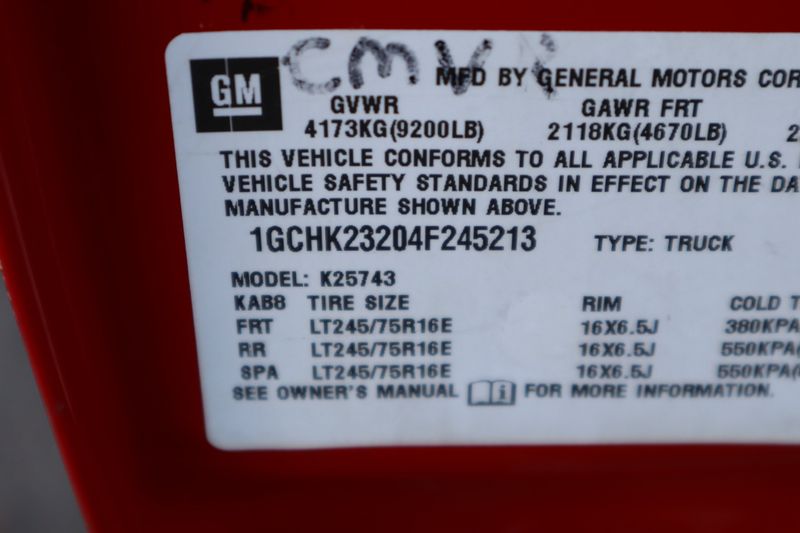 CMV
GM
MFD BY GENERAL MOTORS COR
GVWR GAWR FRT
4173KG(9200LB) 2118KG(4670LB) 2
THIS VEHICLE CONFORMS TO ALL APPLICABLE U.S.
VEHICLE SAFETY STANDARDS IN EFFECT ON THE DA
MANUFACTURE SHOWN ABOVE.
1GCHK23204F245213 TYPE: TRUCK
MODEL: K25743
KAB8 TIRE SIZE RIM COLD T
FRT LT245/75R16E 16X6.5J 380KPA
RR LT245/75R16E 16X6.5J 550KPA(
SPA LT245/75R16E 16X6.5J 550KPA(
SEE OWNER'S MANUAL i FOR MORE INFORMATION.